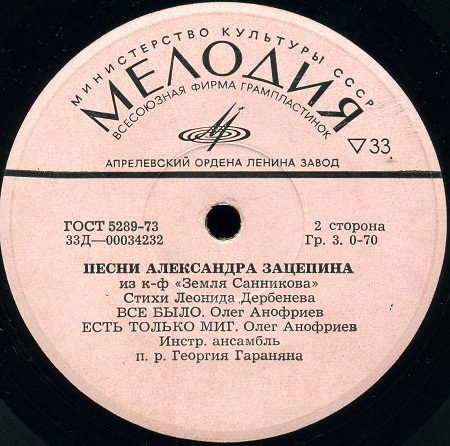 МИНИСТЕРСТВО КУЛЬТУРЫ СССР
МЕЛОДИЯ
ВСЕСОЮЗНАЯ ФИРМА ГРАМПЛАСТИНОК
▽33
АПРЕЛЕВСКИЙ ОРДЕНА ЛЕНИНА ЗАВОД
ГОСТ 5289-73
33Д—00034232
2 сторона
Гр. 3. 0-70
ПЕСНИ АЛЕКСАНДРА ЗАЦЕПИНА
из к-ф «Земля Санникова»
Стихи Леонида Дербенева
ВСЕ БЫЛО. Олег Анофриев
ЕСТЬ ТОЛЬКО МИГ. Олег Анофриев
Инстр. ансамбль
п. р. Георгия Гараняна